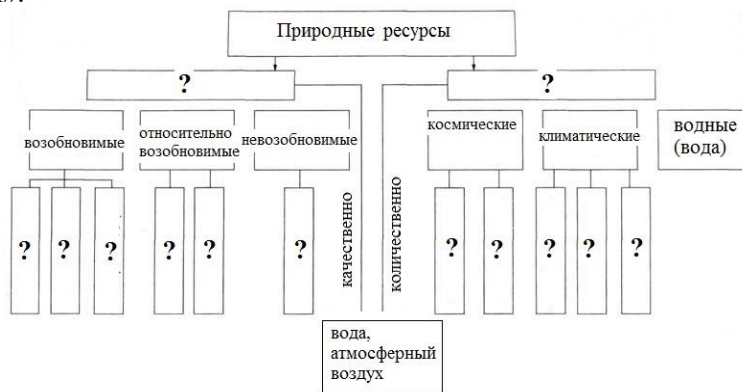 Природные ресурсы
?
?
возобновимые
относительно
возобновимые
невозобновимые
космические
климатические
водные
(вода)
?
?
?
?
?
?
качественно
количественно
?
?
?
?
?
вода,
атмосферный
воздух